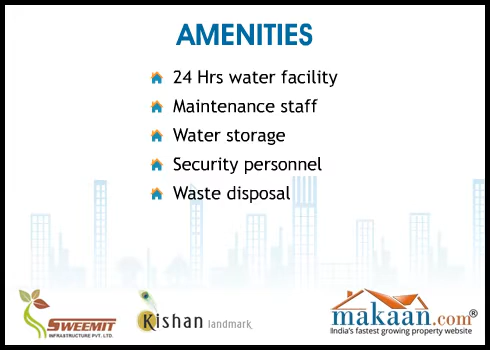 AMENITIES
24 Hrs water facility
Maintenance staff
Water storage
Security personnel
Waste disposal
SWEEMIT
INFRAASTRUCTURE PVT. LTD.
Kishan landmark
makaan.com®
India's fastest growing property website